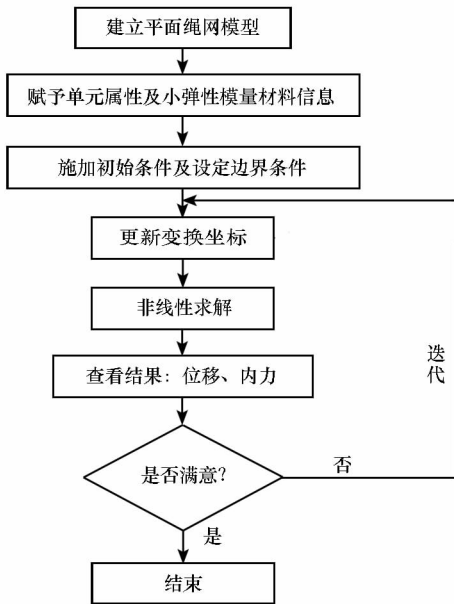 建立平面绳网模型
赋予单元属性及小弹性模量材料信息
施加初始条件及设定边界条件
更新变换坐标
非线性求解
查看结果：位移、内力
迭
代
是否满意？
否
是
结束